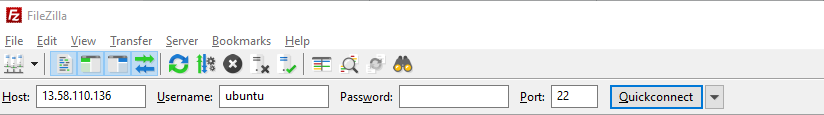 Fz FileZilla
File Edit View Transfer Server Bookmarks Help
Host: 13.58.110.136 Username: ubuntu Password: Port: 22 Quickconnect